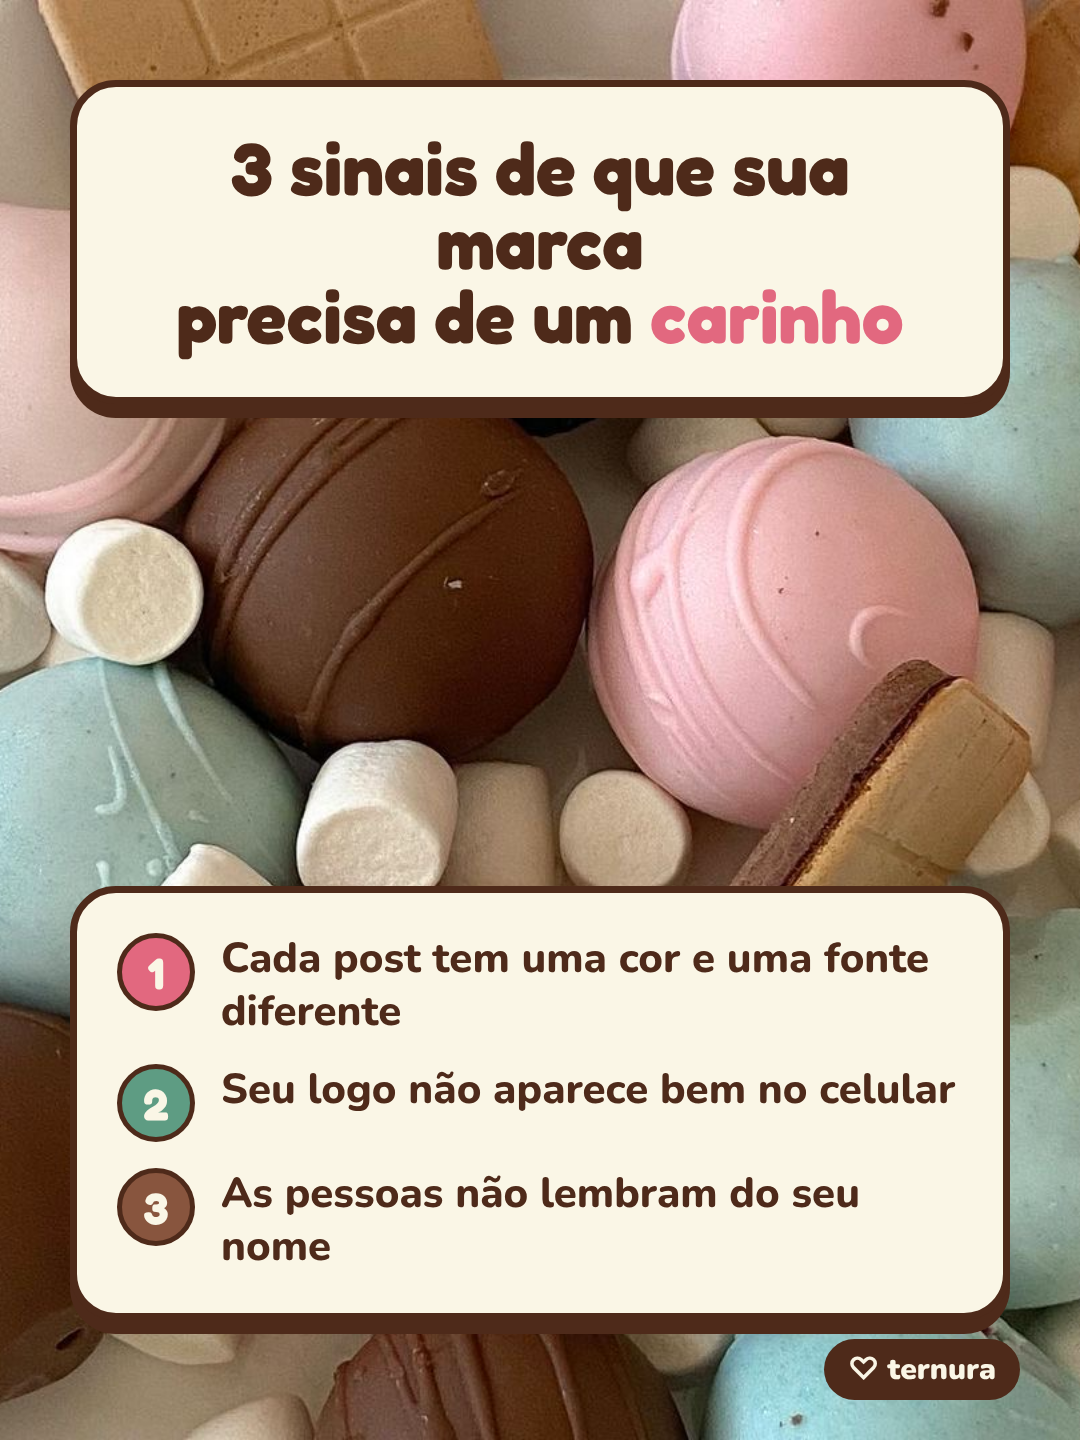 3 sinais de que sua
marca
precisa de um carinho
1 Cada post tem uma cor e uma fonte
diferente
2 Seu logo não aparece bem no celular
3 As pessoas não lembram do seu
nome
♡ ternura